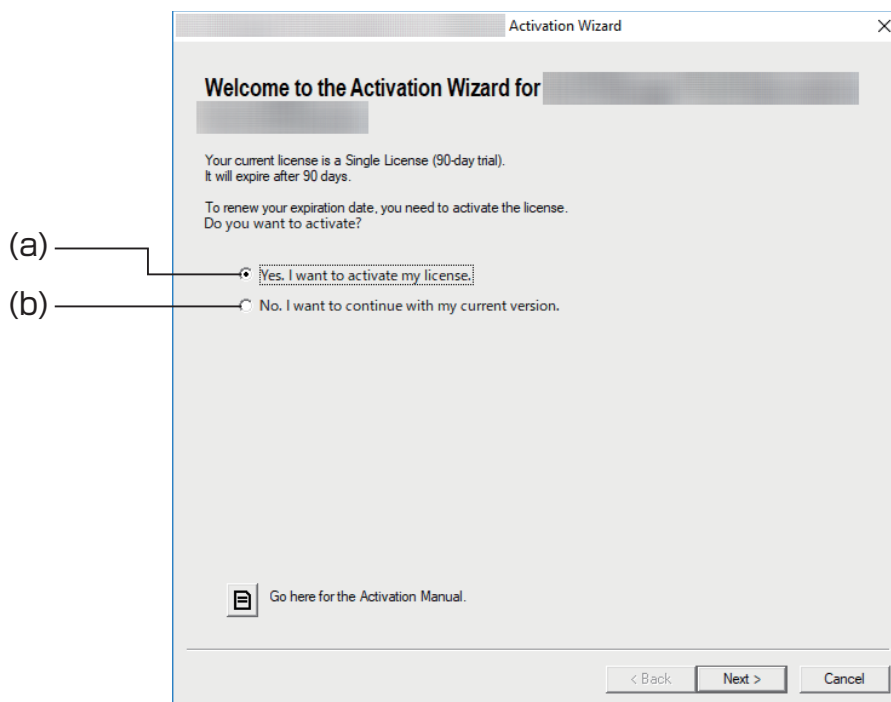 Activation Wizard
Welcome to the Activation Wizard for
Your current license is a Single License (90-day trial).
It will expire after 90 days.
To renew your expiration date, you need to activate the license.
Do you want to activate?
(a)
Yes. I want to activate my license.
(b)
No. I want to continue with my current version.
Go here for the Activation Manual.
< Back Next > Cancel